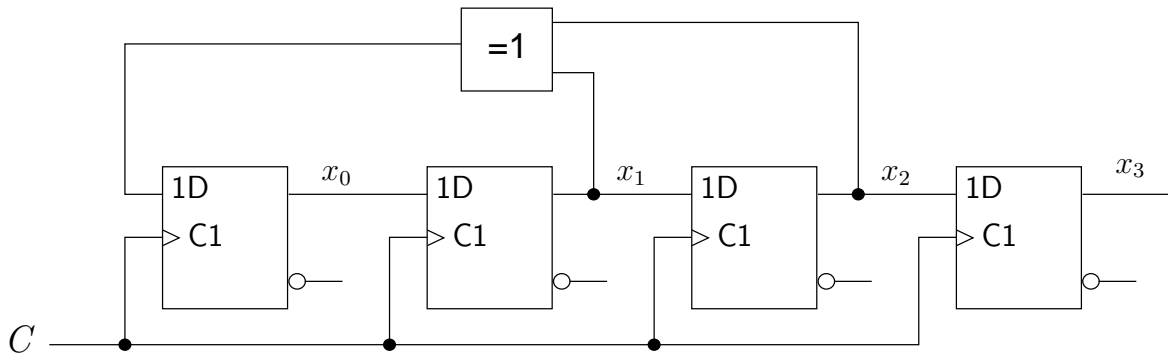 =1
x₀ x₁ x₂ x₃
1D 1D 1D 1D
C1 C1 C1 C1
C